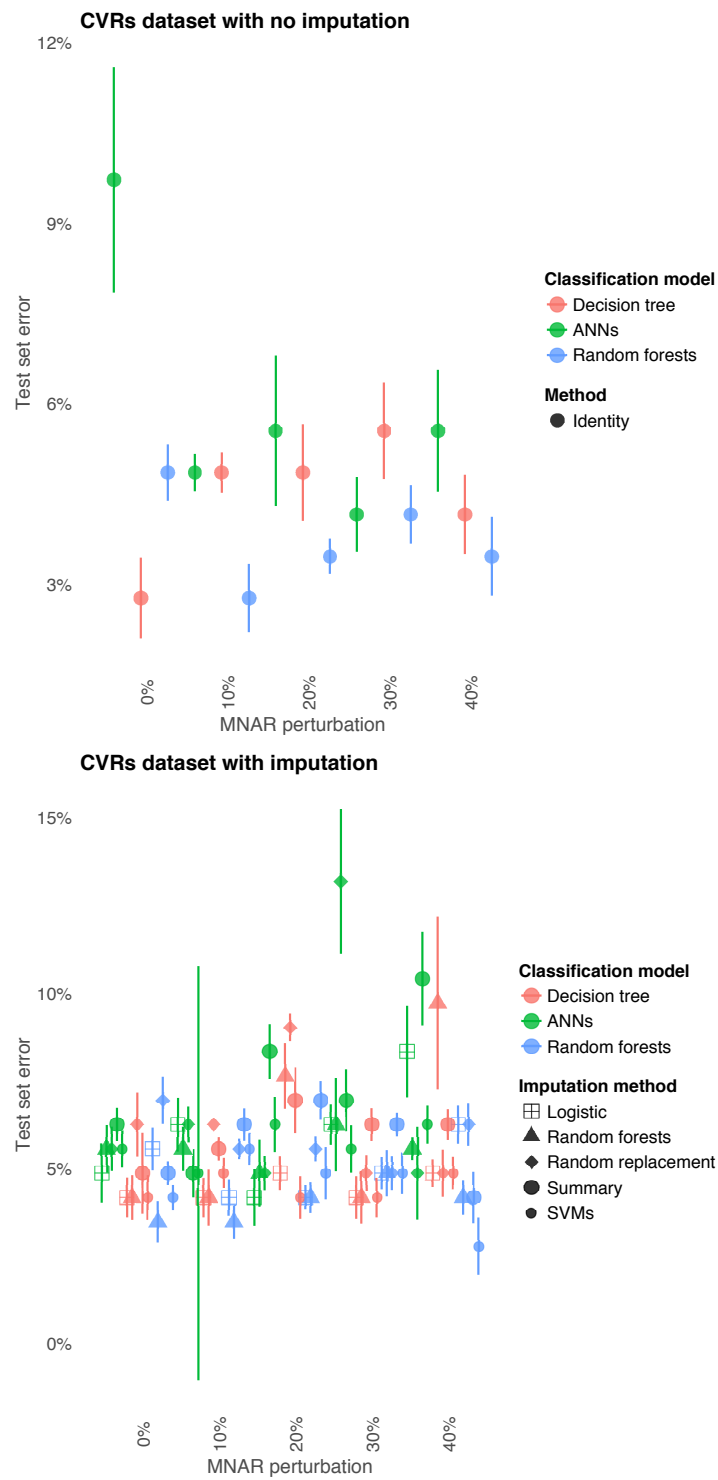 CVRs dataset with no imputation
12%
9%
6%
3%
Test set error
0%
10%
20%
30%
40%
MNAR perturbation
Classification model
Decision tree
ANNs
Random forests
Method
Identity
CVRs dataset with imputation
15%
10%
5%
0%
Test set error
0%
10%
20%
30%
40%
MNAR perturbation
Classification model
Decision tree
ANNs
Random forests
Imputation method
Logistic
Random forests
Random replacement
Summary
SVMs